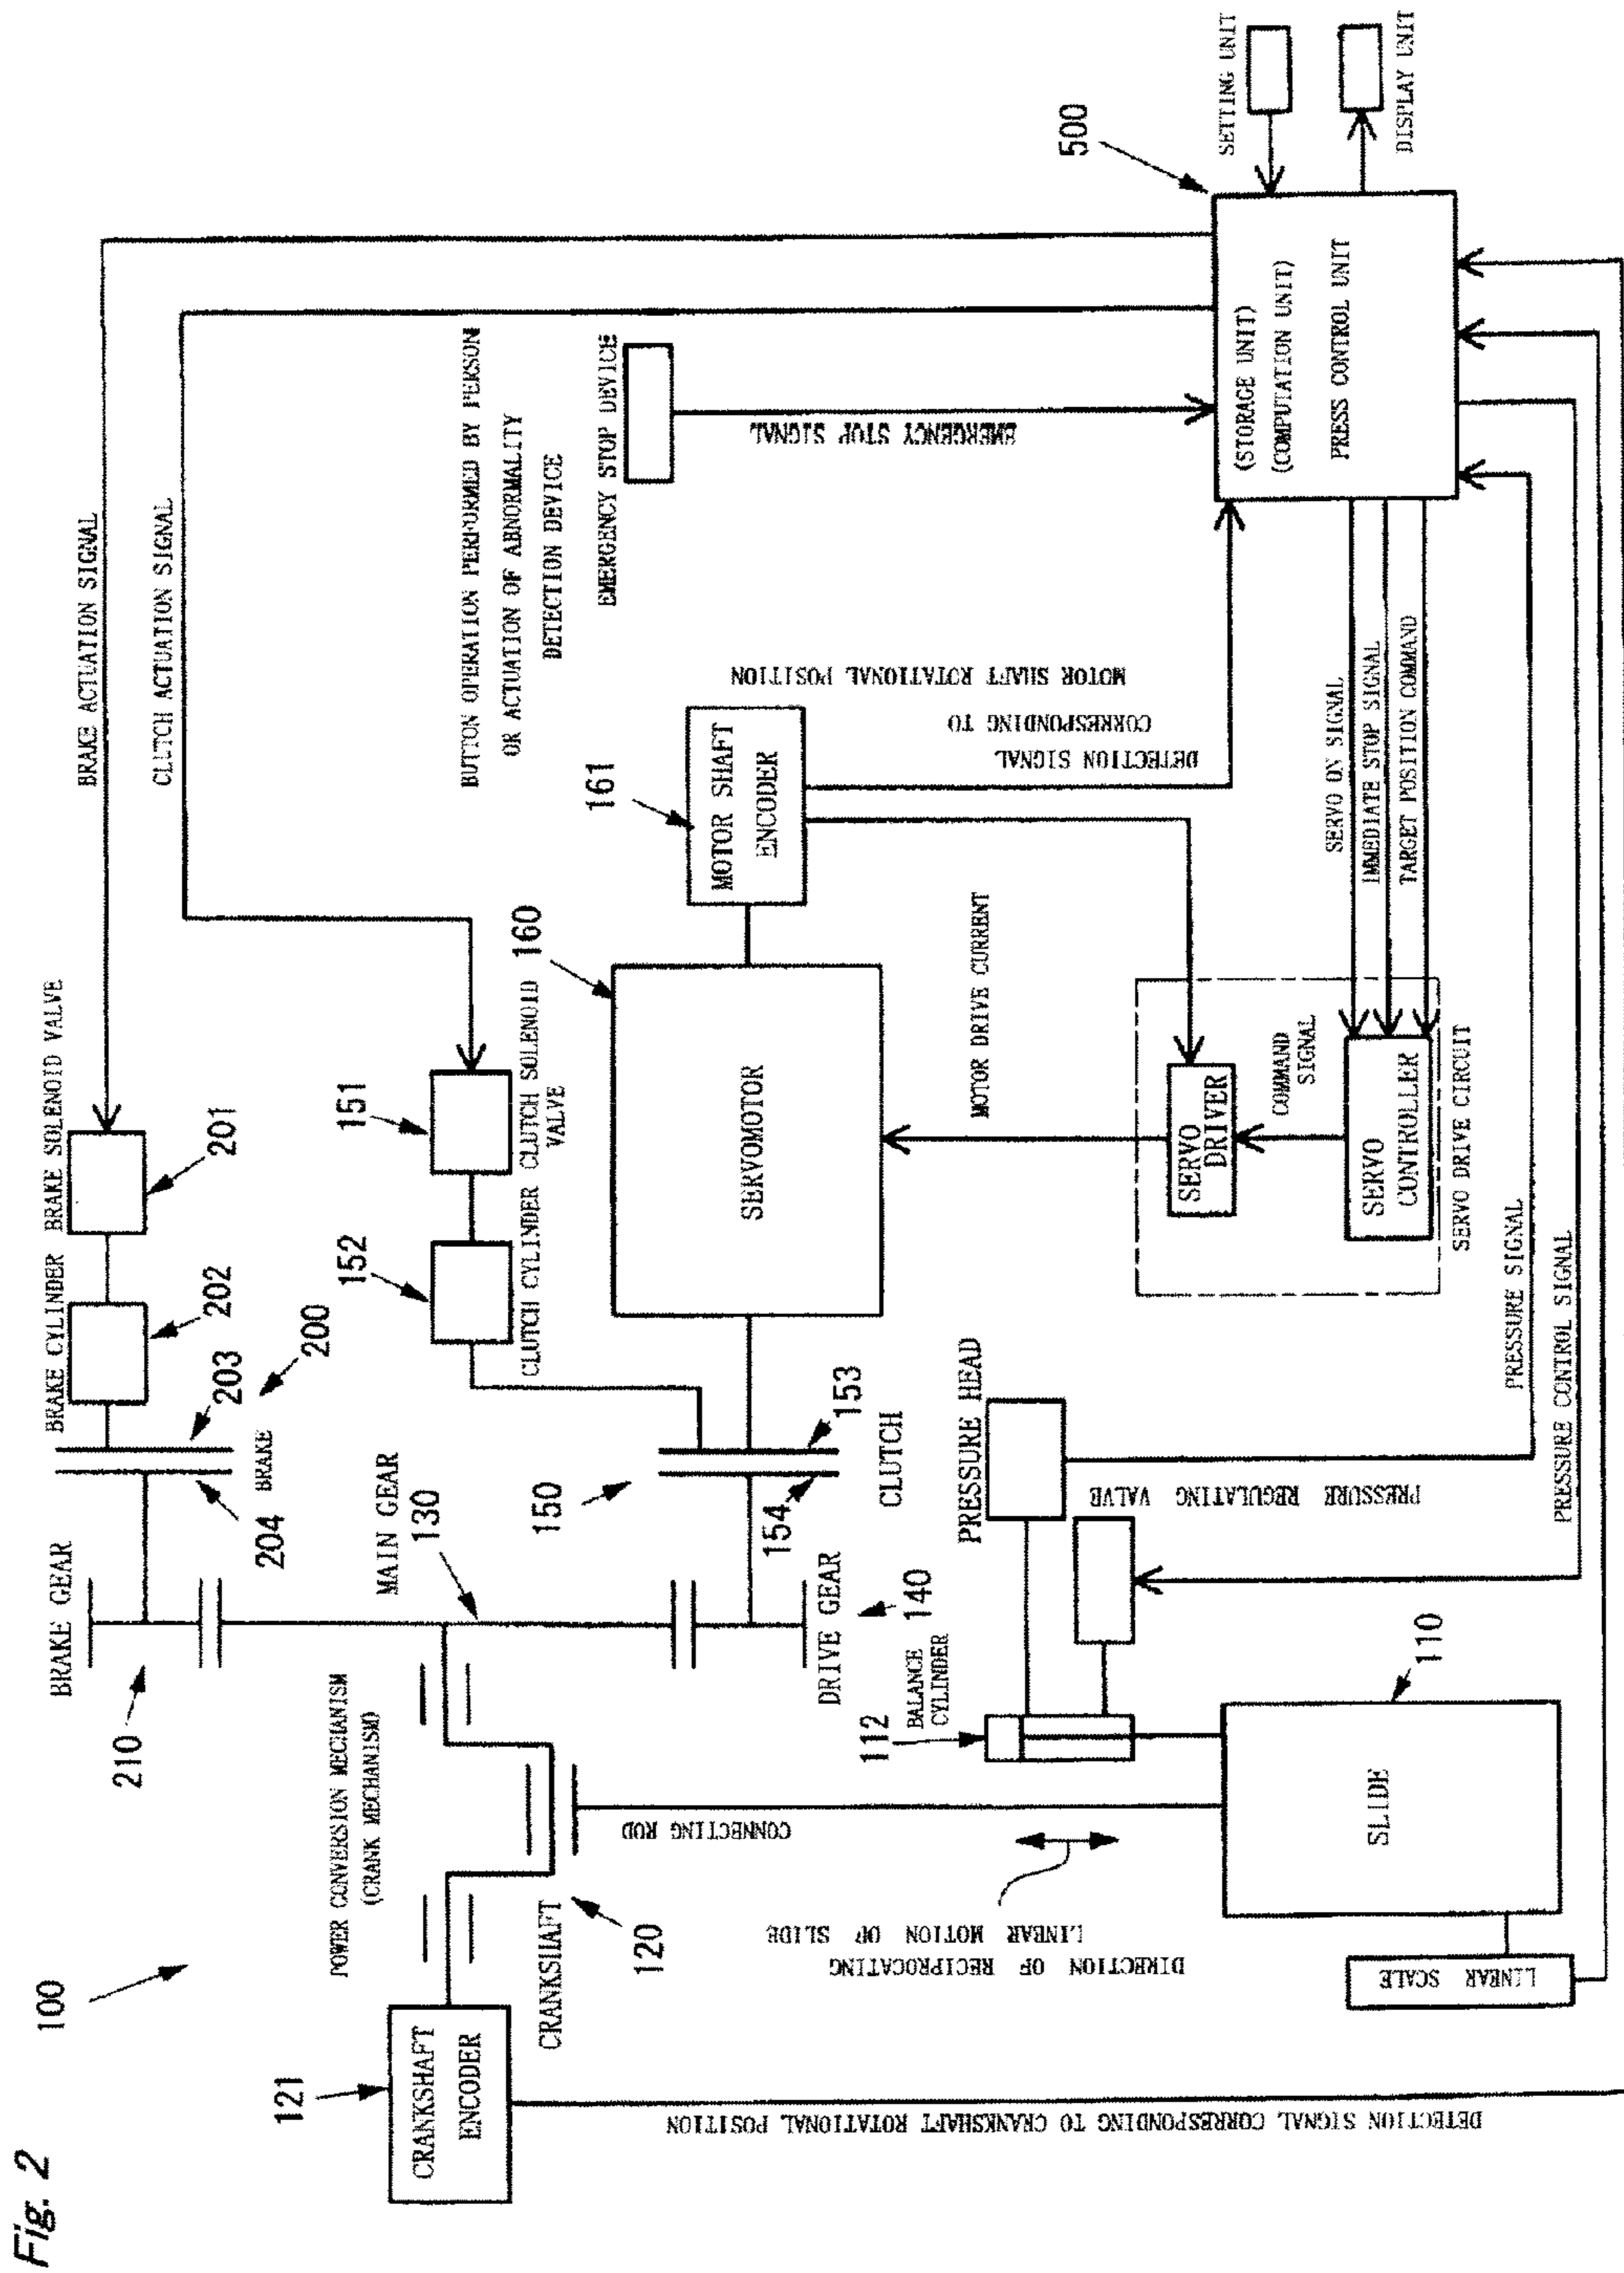 Fig. 2
100
121
CRANKSHAFT
ENCODER
CRANKSHAFT
120
POWER CONVERSION MECHANISM
(CRANK MECHANISM)
210
BRAKE GEAR
MAIN GEAR
130
204
BRAKE
203
200
BRAKE CYLINDER
202
BRAKE SOLENOID VALVE
201
BRAKE ACTUATION SIGNAL
CLUTCH ACTUATION SIGNAL
152
CLUTCH CYLINDER
151
CLUTCH SOLENOID
VALVE
150
154
153
CLUTCH
DRIVE GEAR
140
160
SERVOMOTOR
161
MOTOR SHAFT
ENCODER
BUTTON OPERATION PERFORMED BY PERSON
OR ACTUATION OF ABNORMALITY
DETECTION DEVICE
EMERGENCY STOP DEVICE
EMERGENCY STOP SIGNAL
DETECTION SIGNAL
CORRESPONDING TO
MOTOR SHAFT ROTATIONAL POSITION
500
(STORAGE UNIT)
(COMPUTATION UNIT)
PRESS CONTROL UNIT
SETTING UNIT
DISPLAY UNIT
SERVO ON SIGNAL
IMMEDIATE STOP SIGNAL
TARGET POSITION COMMAND
MOTOR DRIVE CURRENT
SERVO
DRIVER
COMMAND
SIGNAL
SERVO
CONTROLLER
SERVO DRIVE CIRCUIT
PRESSURE HEAD
PRESSURE REGULATING VALVE
PRESSURE SIGNAL
PRESSURE CONTROL SIGNAL
112
BALANCE
CYLINDER
CONNECTING ROD
DIRECTION OF RECIPROCATING
LINEAR MOTION OF SLIDE
110
SLIDE
LINEAR SCALE
DETECTION SIGNAL CORRESPONDING TO CRANKSHAFT ROTATIONAL POSITION